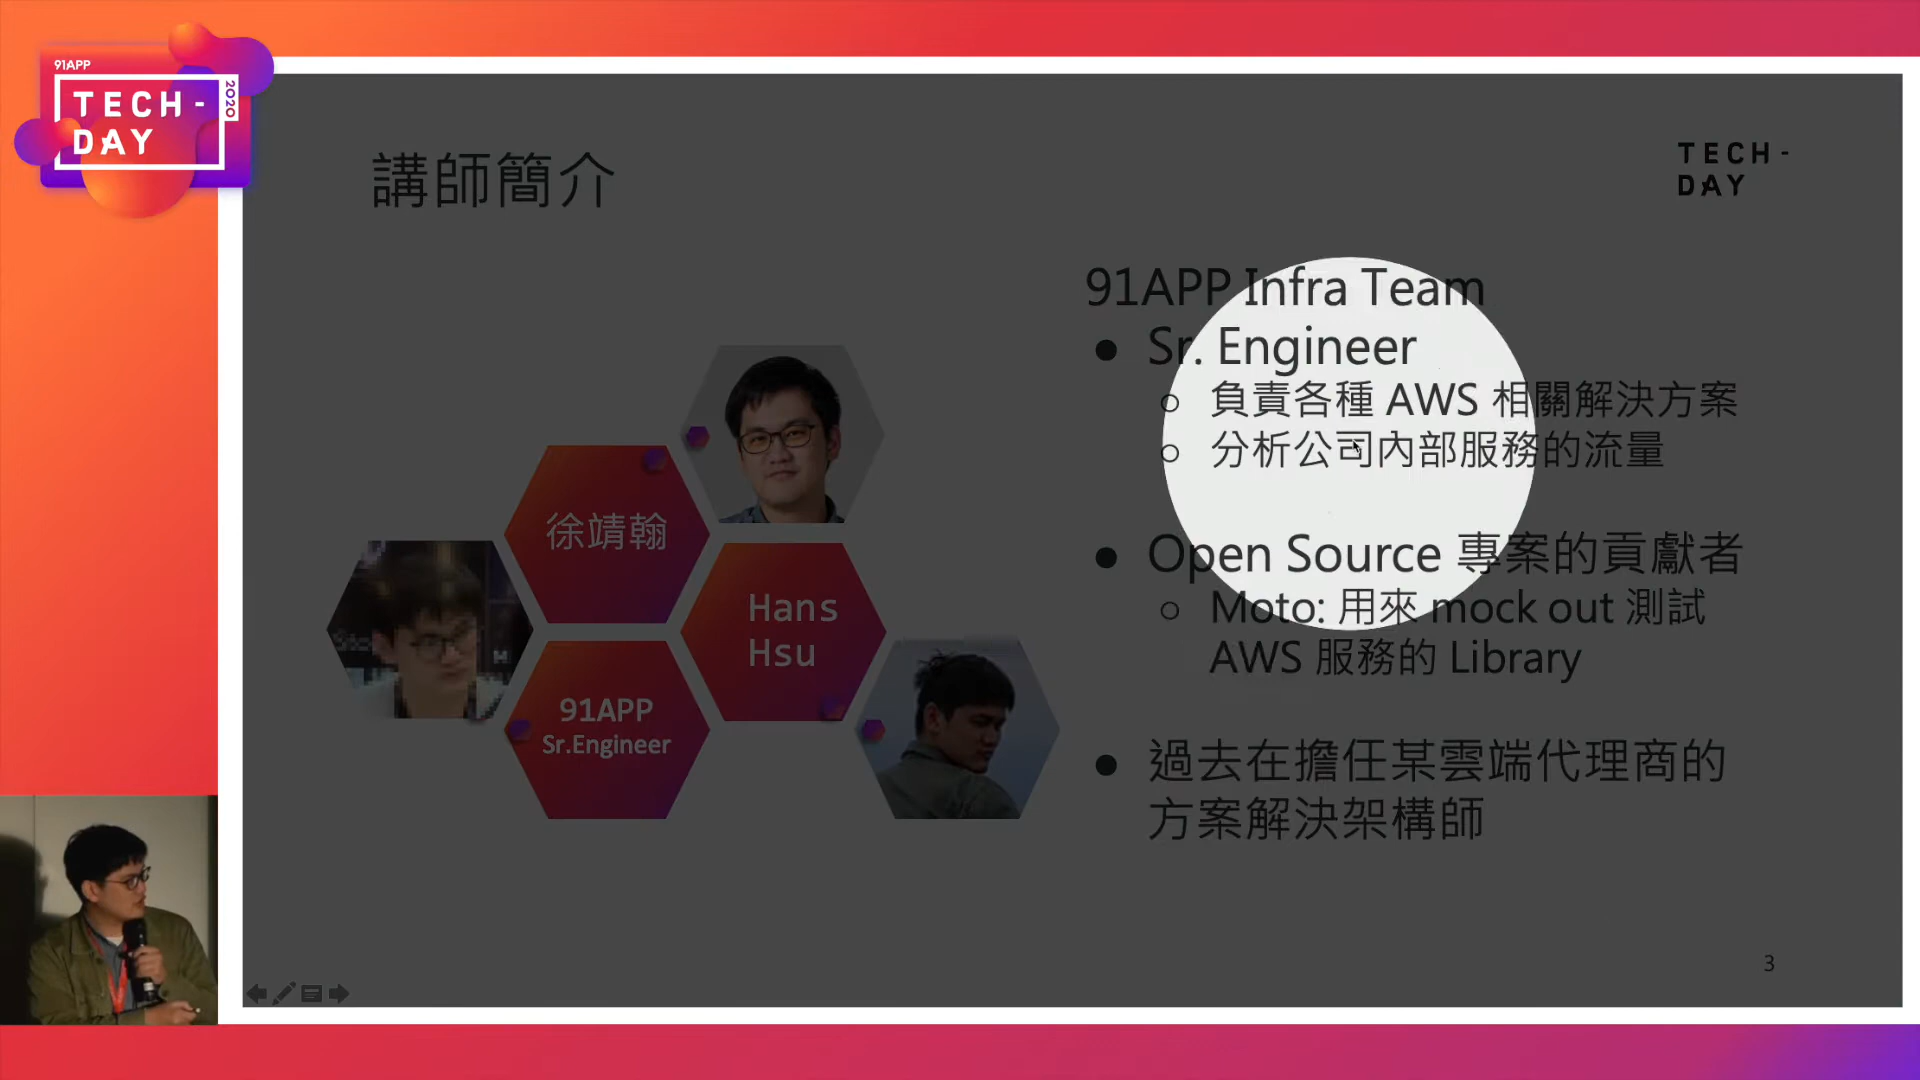 91APP
TECH-
DAY
2020
講師簡介
TECH-
DAY
徐靖翰
Hans
Hsu
91APP
Sr.Engineer
91APP Infra Team
● Sr. Engineer
○ 負責各種 AWS 相關解決方案
○ 分析公司內部服務的流量
● Open Source 專案的貢獻者
○ Moto: 用來 mock out 測試
AWS 服務的 Library
● 過去在擔任某雲端代理商的
方案解決架構師
3